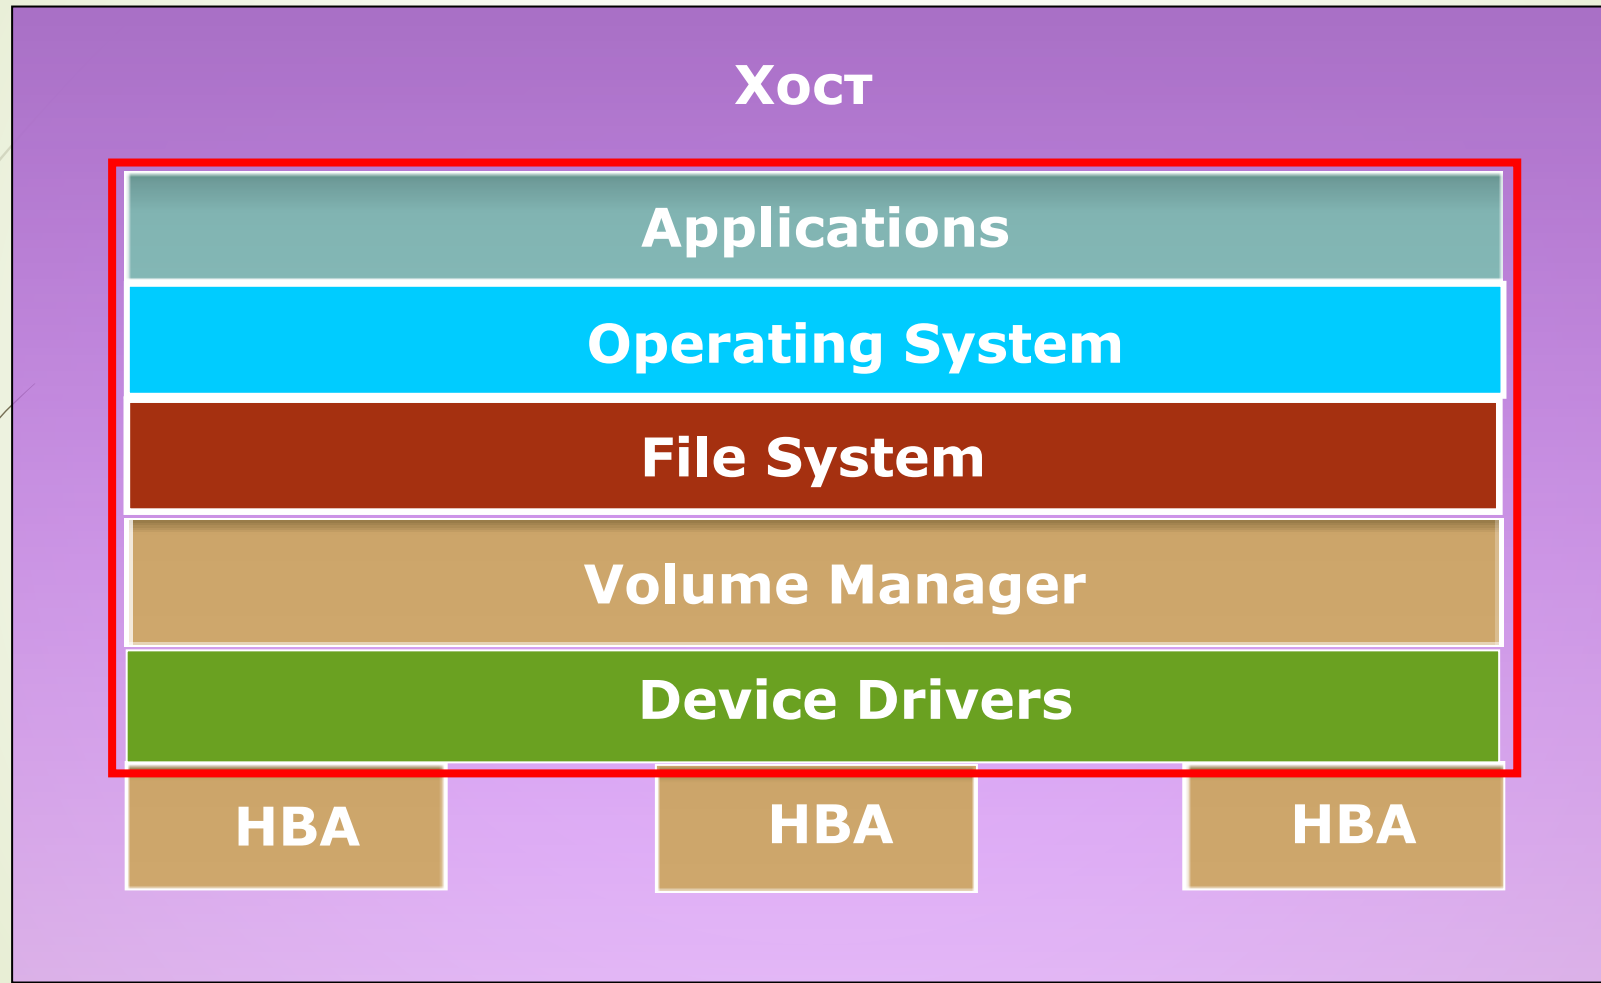 Хост
Applications
Operating System
File System
Volume Manager
Device Drivers
HBA
HBA
HBA